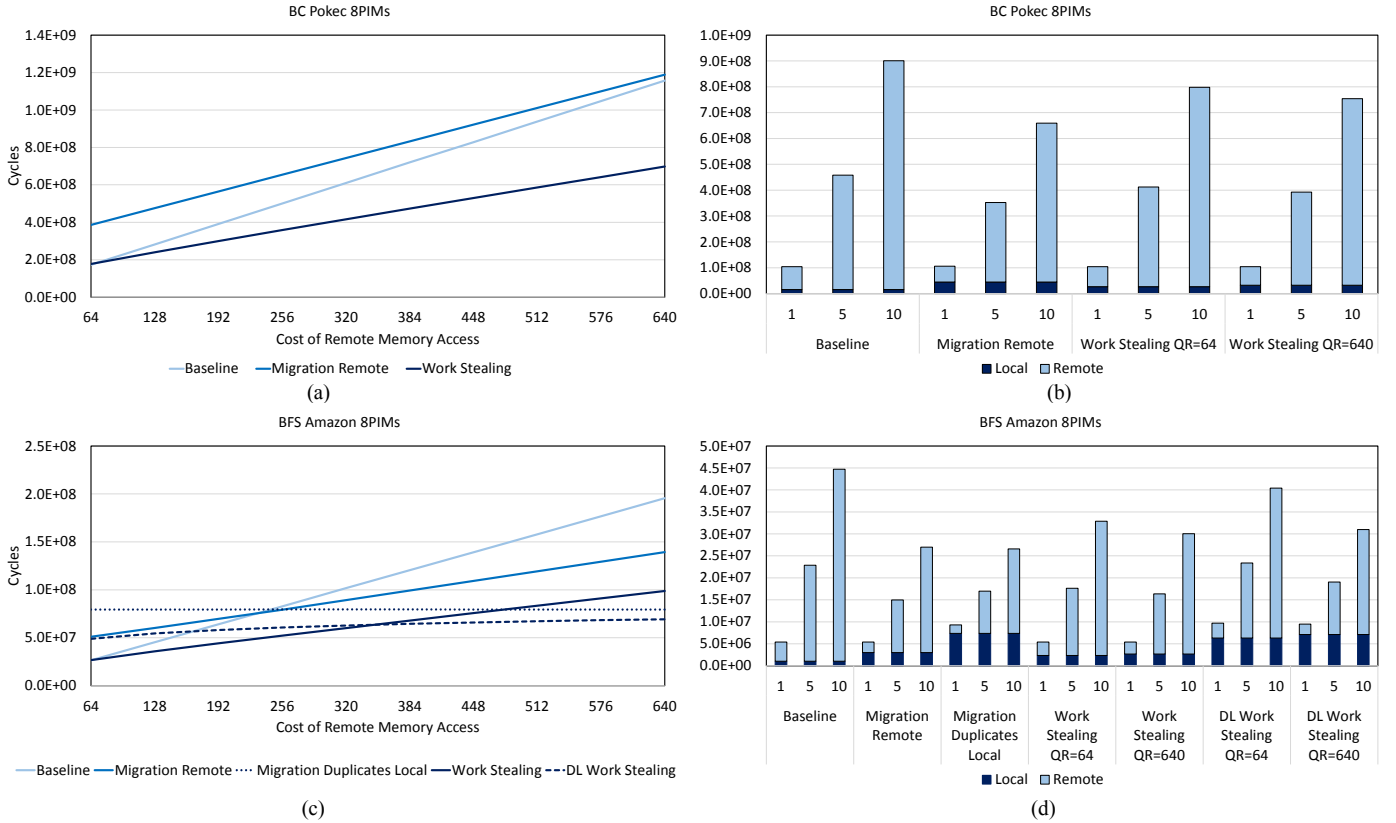 BC Pokec 8PIMs
1.4E+09
1.2E+09
1.0E+09
8.0E+08
6.0E+08
4.0E+08
2.0E+08
0.0E+00
Cycles
64 128 192 256 320 384 448 512 576 640
Cost of Remote Memory Access
Baseline Migration Remote Work Stealing
(a)
BC Pokec 8PIMs
1.0E+09
9.0E+08
8.0E+08
7.0E+08
6.0E+08
5.0E+08
4.0E+08
3.0E+08
2.0E+08
1.0E+08
0.0E+00
1 5 10 1 5 10 1 5 10 1 5 10
Baseline Migration Remote Work Stealing QR=64 Work Stealing QR=640
Local Remote
(b)
BFS Amazon 8PIMs
2.5E+08
2.0E+08
1.5E+08
1.0E+08
5.0E+07
0.0E+00
Cycles
64 128 192 256 320 384 448 512 576 640
Cost of Remote Memory Access
Baseline Migration Remote Migration Duplicates Local Work Stealing DL Work Stealing
(c)
BFS Amazon 8PIMs
5.0E+07
4.5E+07
4.0E+07
3.5E+07
3.0E+07
2.5E+07
2.0E+07
1.5E+07
1.0E+07
5.0E+06
0.0E+00
1 5 10 1 5 10 1 5 10 1 5 10 1 5 10 1 5 10 1 5 10
Baseline Migration Migration Work Work DL Work DL Work
Remote Duplicates Stealing Stealing Stealing Stealing
Local QR=64 QR=640 QR=64 QR=640
Local Remote
(d)